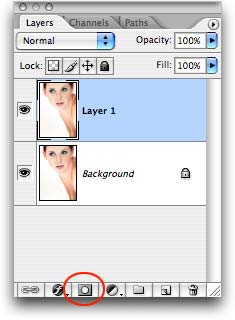 Layers Channels Paths
Normal Opacity: 100%
Lock: Fill: 100%
Layer 1
Background